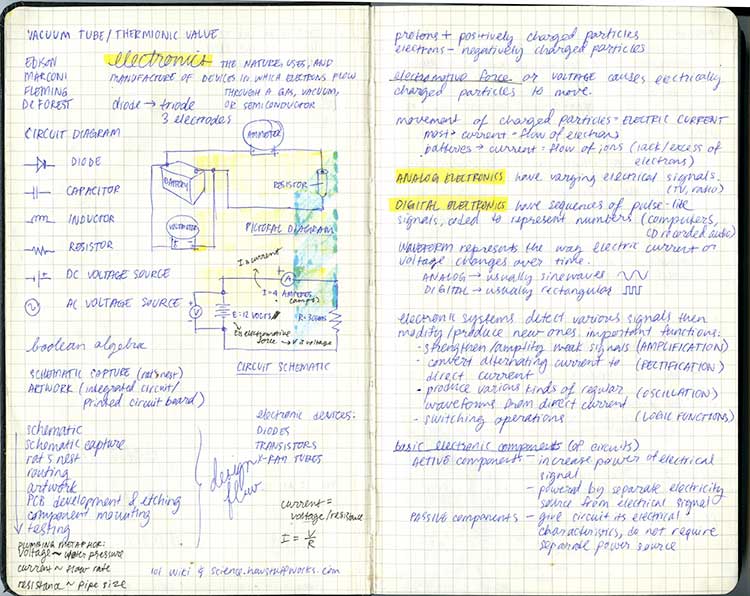 VACUUM TUBE / THERMIONIC VALVE
EDISON
MARCONI
FLEMING
DE FOREST
electronics THE NATURE, USES, AND
MANUFACTURE OF DEVICES IN WHICH ELECTRONS FLOW
THROUGH A GAS, VACUUM,
OR SEMICONDUCTOR
diode → triode
3 electrodes
CIRCUIT DIAGRAM
DIODE
CAPACITOR
INDUCTOR
RESISTOR
DC VOLTAGE SOURCE
AC VOLTAGE SOURCE
AMMETER
BATTERY
RESISTOR
VOLTMETER
PICTORIAL DIAGRAM
I = current
A
I = 4 AMPERES
(amps)
V
E = 12 VOLTS
R = 3 OHMS
E = electromotive
force → V = voltage
CIRCUIT SCHEMATIC
boolean algebra
SCHEMATIC CAPTURE (rat's nest)
ARTWORK (integrated circuit/
printed circuit board)
schematic
schematic capture
rat's nest
routing
artwork
PCB development & etching
component mounting
testing
design
flow
electronic devices:
DIODES
TRANSISTORS
X-RAY TUBES
current =
voltage/resistance
I = V
R
PLUMBING METAPHOR:
voltage ~ water pressure
current ~ flow rate
resistance ~ pipe size
lol wiki & science.howstuffworks.com
protons + positively charged particles
electrons - negatively charged particles
electromotive force or VOLTAGE causes electrically
charged particles to move.
movement of charged particles = ELECTRIC CURRENT
most → current = flow of electrons
batteries → current = flow of ions (lack/excess of
electrons)
ANALOG ELECTRONICS have varying electrical signals.
(TV, radio)
DIGITAL ELECTRONICS have sequences of pulse-like
signals, coded to represent numbers (computers,
CD recorded audio)
WAVEFORM represents the way electric current or
voltage changes over time.
ANALOG → usually sinewaves
DIGITAL → usually rectangular
electronic systems detect various signals then
modify/produce new ones. important functions:
- strengthen/amplify weak signals (AMPLIFICATION)
- convert alternating current to (RECTIFICATION)
direct current
- produce various kinds of regular (OSCILLATION)
waveforms from direct current
- switching operations (LOGIC FUNCTIONS)
basic electronic components (of circuits)
ACTIVE component - increase power of electrical
signal
- powered by separate electricity
source from electrical signal
PASSIVE components - give circuit its electrical
characteristics, do not require
separate power source